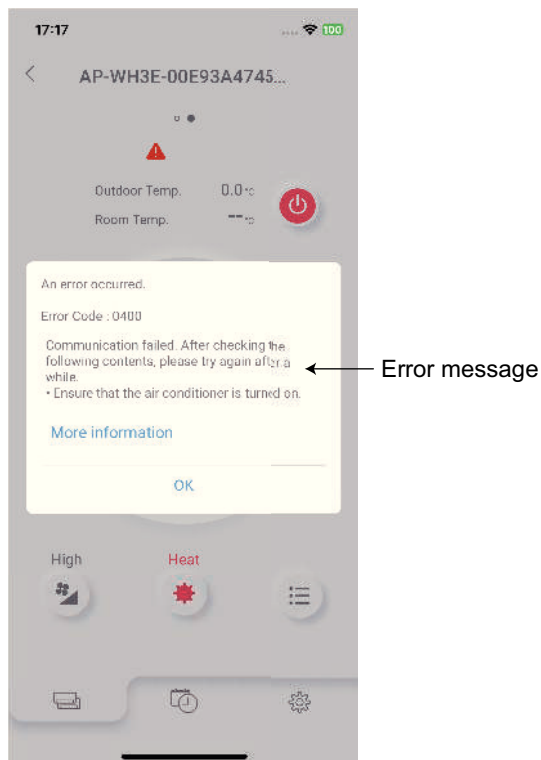 17:17
100
AP-WH3E-00E93A4745...
Outdoor Temp. 0.0 °c
Room Temp. -- °c
An error occurred.
Error Code : 0400
Communication failed. After checking the
following contents, please try again after a
while.
• Ensure that the air conditioner is turned on.
More information
OK
Error message
High
Heat